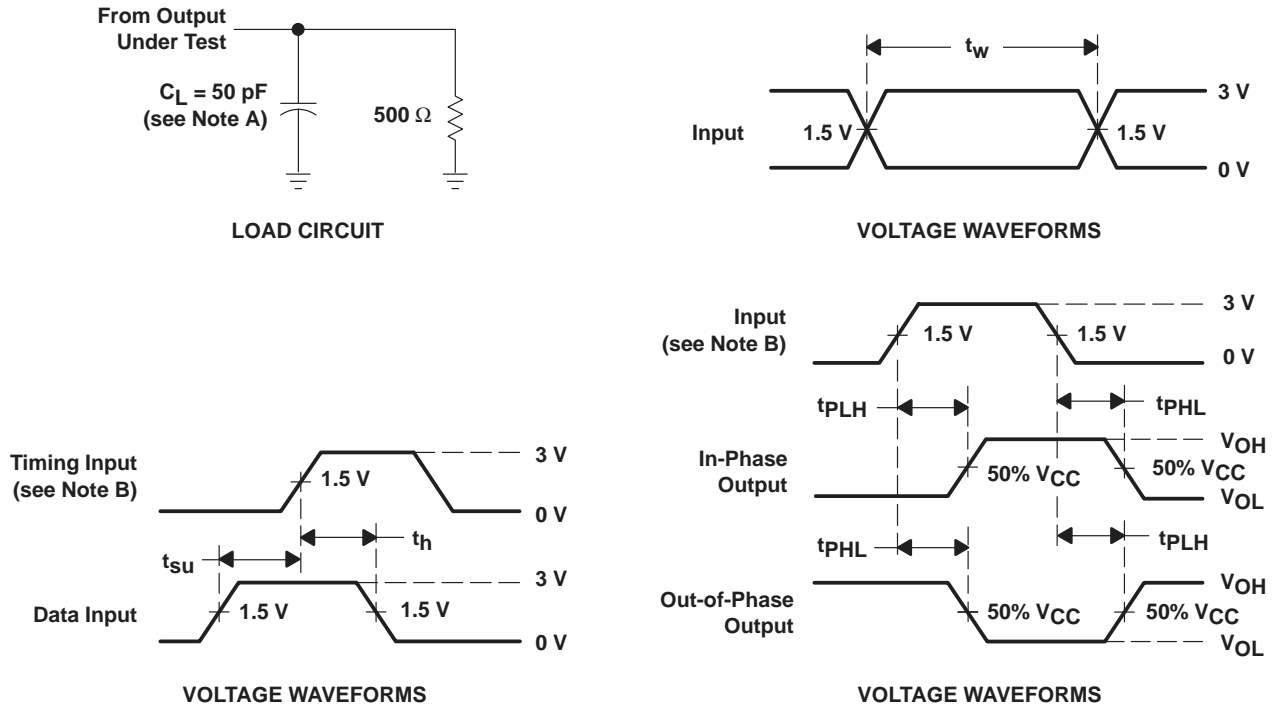 From Output
Under Test
CL = 50 pF
(see Note A)
500 Ω
LOAD CIRCUIT
tw
Input
1.5 V
1.5 V
3 V
0 V
VOLTAGE WAVEFORMS
Timing Input
(see Note B)
1.5 V
3 V
0 V
th
tsu
Data Input
1.5 V
1.5 V
3 V
0 V
VOLTAGE WAVEFORMS
Input
(see Note B)
1.5 V
1.5 V
3 V
0 V
tPLH
tPHL
In-Phase
Output
50% VCC
50% VCC
VOH
VOL
tPHL
tPLH
Out-of-Phase
Output
50% VCC
50% VCC
VOH
VOL
VOLTAGE WAVEFORMS